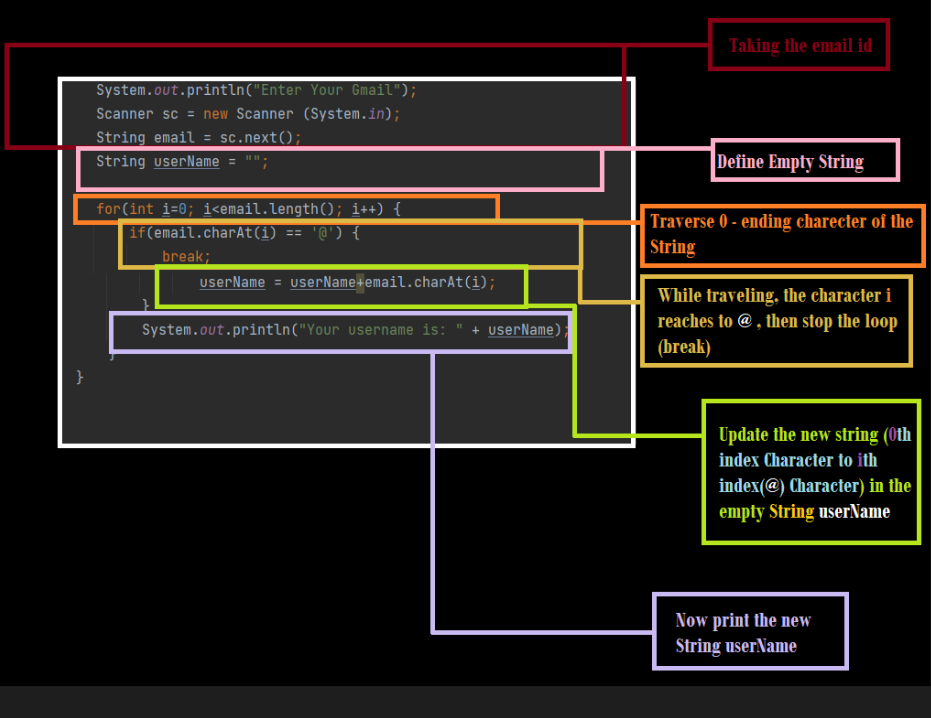 Taking the email id
System.out.println("Enter Your Gmail");
Scanner sc = new Scanner (System.in);
String email = sc.next();
String userName = "";
Define Empty String
for(int i=0; i<email.length(); i++) {
Traverse 0 - ending charecter of the
String
if(email.charAt(i) == '@') {
break;
While traveling, the character i
reaches to @ , then stop the loop
(break)
userName = userName+email.charAt(i);
}
System.out.println("Your username is: " + userName);
}
}
Update the new string (0th
index Character to ith
index(@) Character) in the
empty String userName
Now print the new
String userName